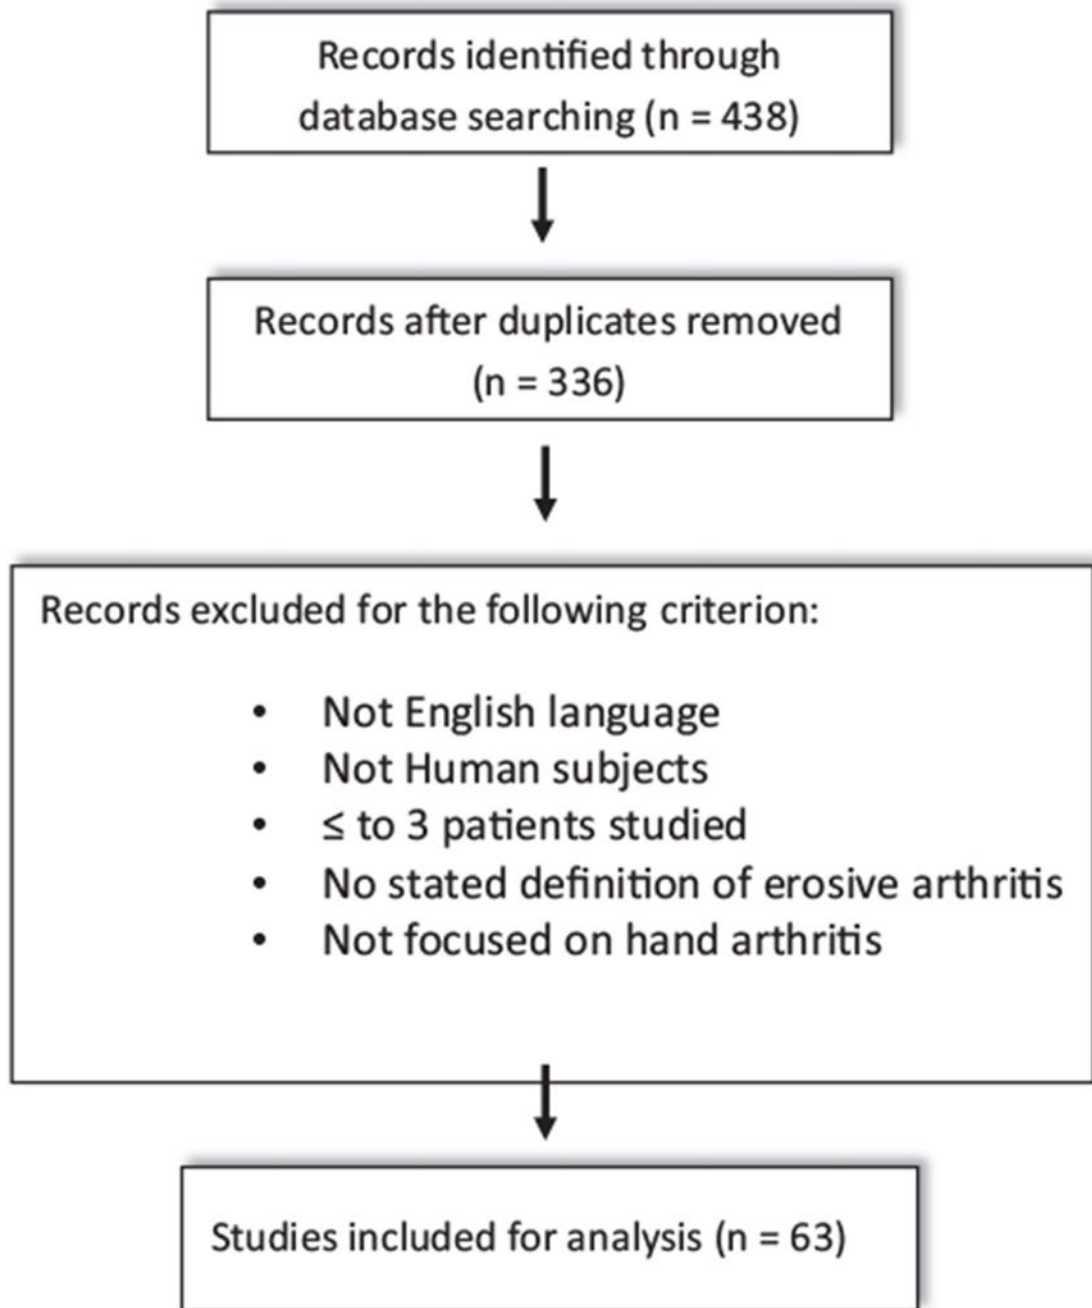 Records identified through
database searching (n = 438)
Records after duplicates removed
(n = 336)
Records excluded for the following criterion:
• Not English language
• Not Human subjects
• ≤ to 3 patients studied
• No stated definition of erosive arthritis
• Not focused on hand arthritis
Studies included for analysis (n = 63)